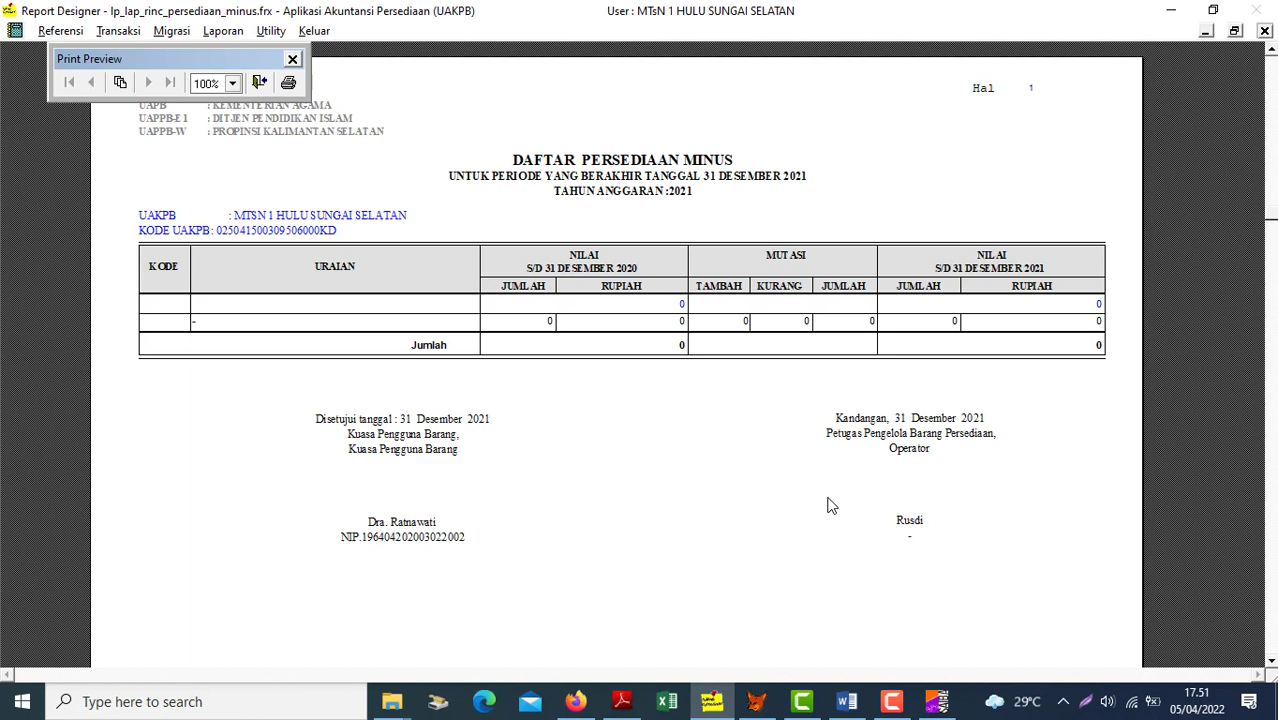 Report Designer - lp_lap_rinc_persediaan_minus.frx - Aplikasi Akuntansi Persediaan (UAKPB)
User : MTsN 1 HULU SUNGAI SELATAN
Referensi Transaksi Migrasi Laporan Utility Keluar
Print Preview
100%
Hal 1
UAPB : KEMENTERIAN AGAMA
UAPPB-E 1 : DITJEN PENDIDIKAN ISLAM
UAPPB-W : PROPINSI KALIMANTAN SELATAN
DAFTAR PERSEDIAAN MINUS
UNTUK PERIODE YANG BERAKHIR TANGGAL 31 DESEMBER 2021
TAHUN ANGGARAN :2021
UAKPB : MTSN 1 HULU SUNGAI SELATAN
KODE UAKPB: 025041500309506000KD
KODE URAIAN NILAI S/D 31 DESEMBER 2020 MUTASI NILAI S/D 31 DESEMBER 2021
JUMLAH RUPIAH TAMBAH KURANG JUMLAH JUMLAH RUPIAH
0 0
- 0 0 0 0 0 0 0
Jumlah 0 0
Disetujui tanggal : 31 Desember 2021
Kuasa Pengguna Barang,
Kuasa Pengguna Barang
Dra. Ratnawati
NIP.196404202003022002
Kandangan, 31 Desember 2021
Petugas Pengelola Barang Persediaan,
Operator
Rusdi
-
Type here to search
29°C
17.51
05/04/2022